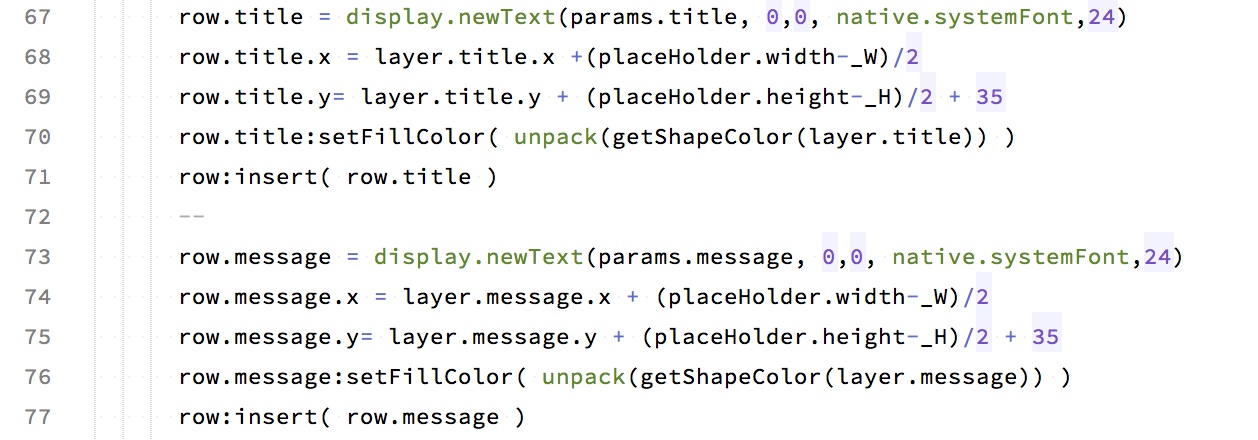 67 row.title = display.newText(params.title, 0,0, native.systemFont,24)
68 row.title.x = layer.title.x +(placeHolder.width-_W)/2
69 row.title.y= layer.title.y + (placeHolder.height-_H)/2 + 35
70 row.title:setFillColor( unpack(getShapeColor(layer.title)) )
71 row:insert( row.title )
72 --
73 row.message = display.newText(params.message, 0,0, native.systemFont,24)
74 row.message.x = layer.message.x + (placeHolder.width-_W)/2
75 row.message.y= layer.message.y + (placeHolder.height-_H)/2 + 35
76 row.message:setFillColor( unpack(getShapeColor(layer.message)) )
77 row:insert( row.message )